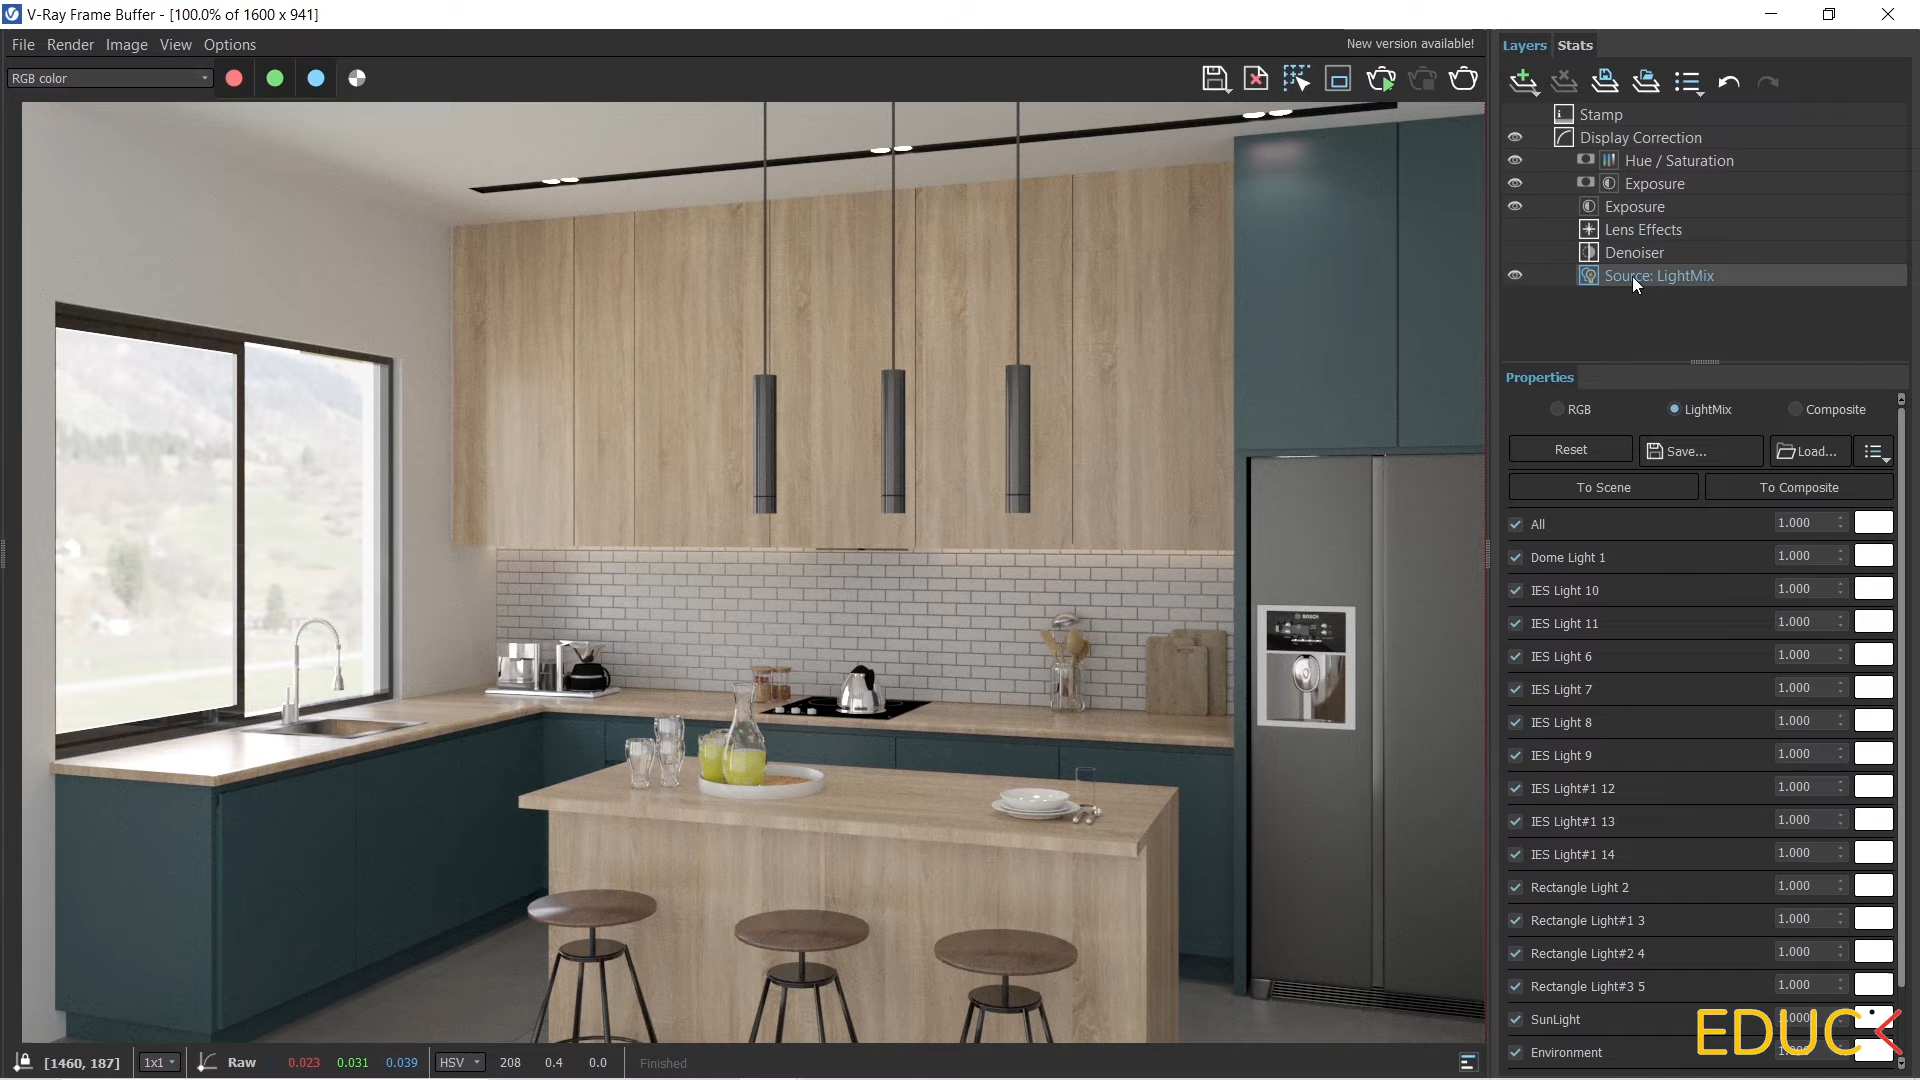 V-Ray Frame Buffer - [100.0% of 1600 x 941]
File Render Image View Options
New version available!
RGB color
Layers Stats
Stamp
Display Correction
Hue / Saturation
Exposure
Exposure
Lens Effects
Denoiser
Source: LightMix
Properties
RGB LightMix Composite
Reset Save... Load...
To Scene To Composite
All 1.000
Dome Light 1 1.000
IES Light 10 1.000
IES Light 11 1.000
IES Light 6 1.000
IES Light 7 1.000
IES Light 8 1.000
IES Light 9 1.000
IES Light#1 12 1.000
IES Light#1 13 1.000
IES Light#1 14 1.000
Rectangle Light 2 1.000
Rectangle Light#1 3 1.000
Rectangle Light#2 4 1.000
Rectangle Light#3 5 1.000
SunLight
Environment
EDUC
BOSCH
[1460, 187] 1x1 Raw 0.023 0.031 0.039 HSV 208 0.4 0.0 Finished